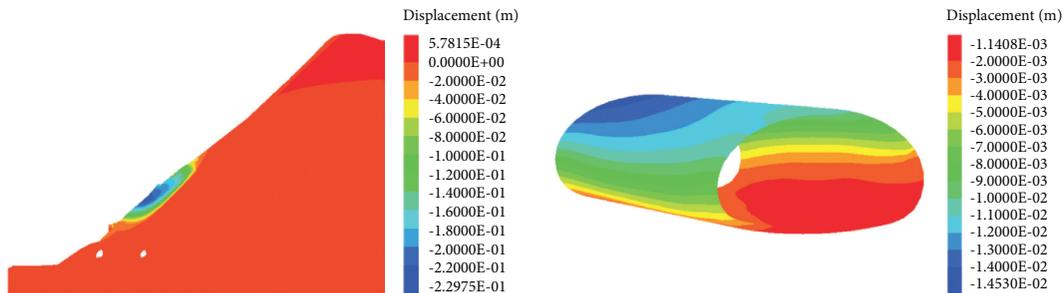 Displacement (m)
5.7815E-04
0.0000E+00
-2.0000E-02
-4.0000E-02
-6.0000E-02
-8.0000E-02
-1.0000E-01
-1.2000E-01
-1.4000E-01
-1.6000E-01
-1.8000E-01
-2.0000E-01
-2.2000E-01
-2.2975E-01
Displacement (m)
-1.1408E-03
-2.0000E-03
-3.0000E-03
-4.0000E-03
-5.0000E-03
-6.0000E-03
-7.0000E-03
-8.0000E-03
-9.0000E-03
-1.0000E-02
-1.1000E-02
-1.2000E-02
-1.3000E-02
-1.4000E-02
-1.4530E-02